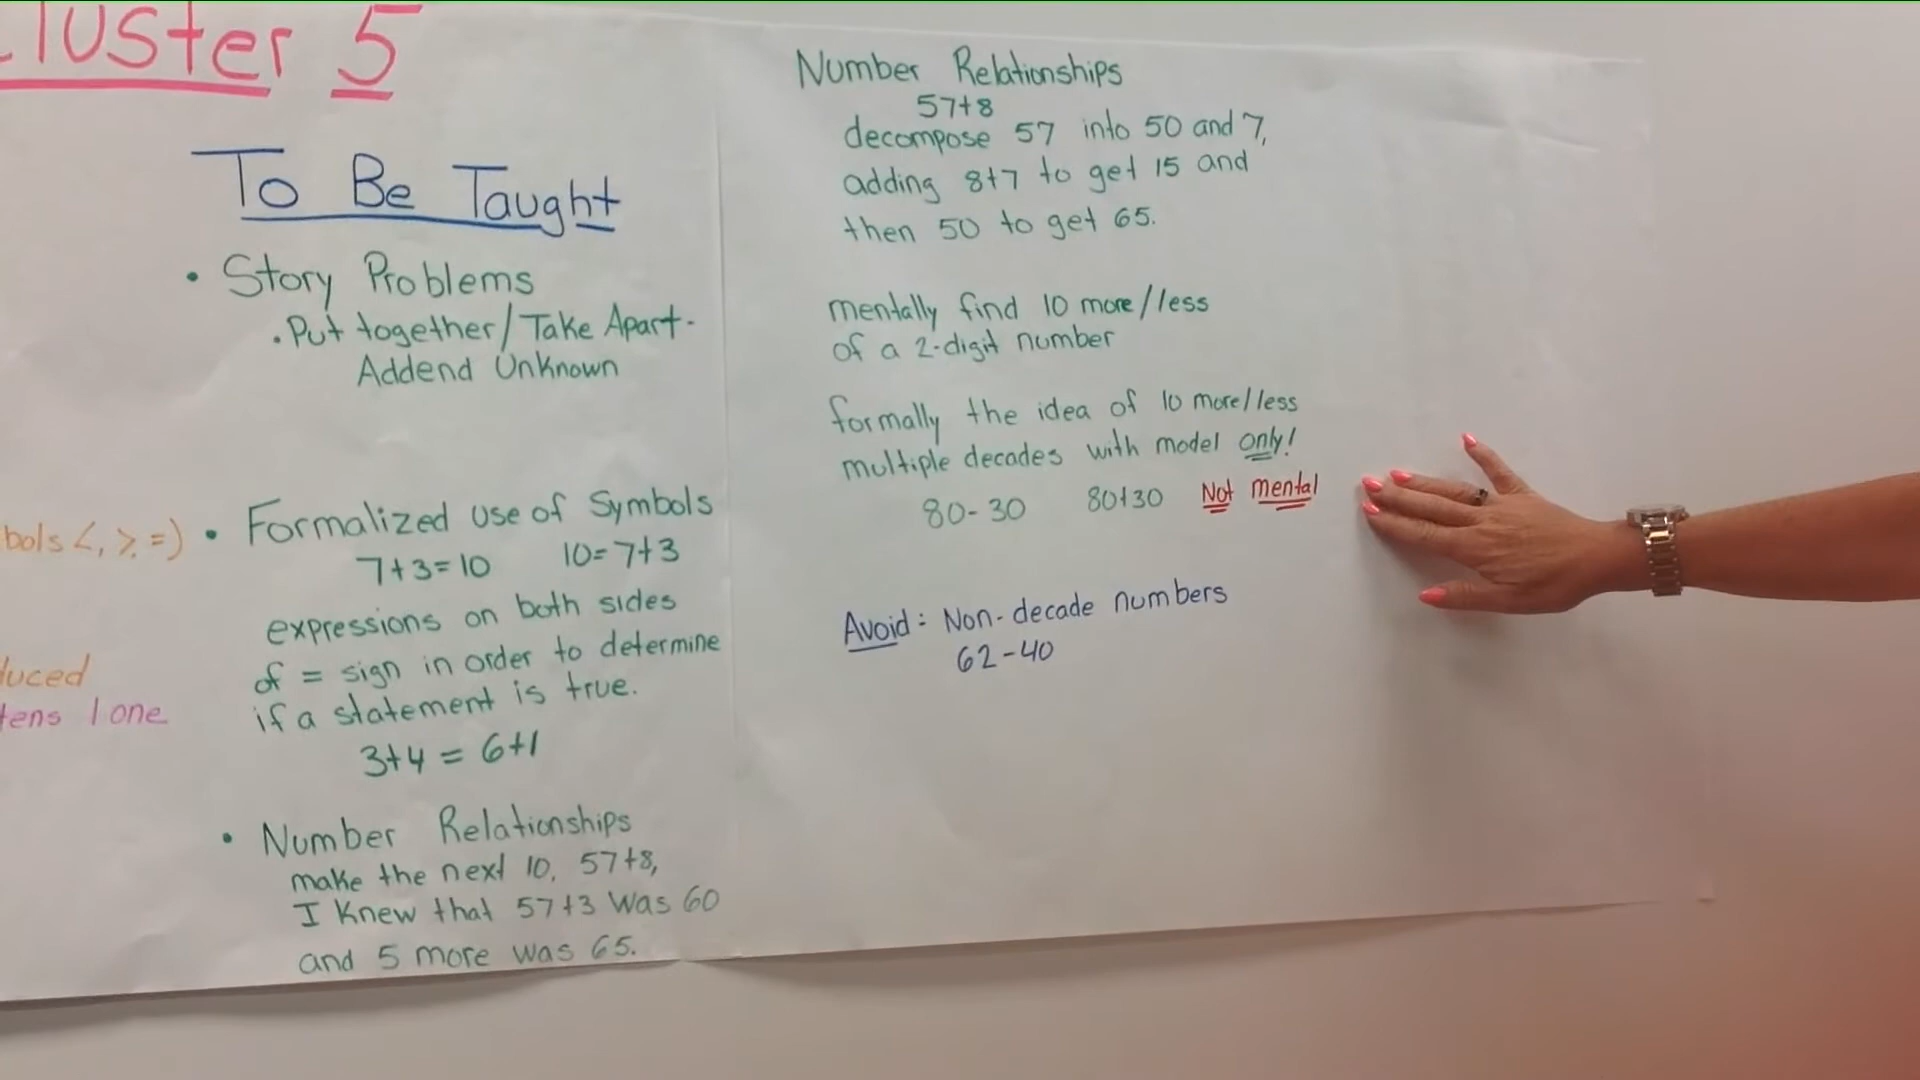 Cluster 5
To Be Taught
• Story Problems
• Put together/Take Apart-
Addend Unknown
bols <, >, =)
• Formalized use of Symbols
7+3=10 10=7+3
expressions on both sides
of = sign in order to determine
if a statement is true.
3+4 = 6+1
duced
tens 1 one
• Number Relationships
make the next 10, 57+8,
I knew that 57+3 was 60
and 5 more was 65.
Number Relationships
57+8
decompose 57 into 50 and 7,
adding 8+7 to get 15 and
then 50 to get 65.
mentally find 10 more/less
of a 2-digit number
formally the idea of 10 more/less
multiple decades with model only!
80-30 80+30 Not mental
Avoid: Non-decade numbers
62-40